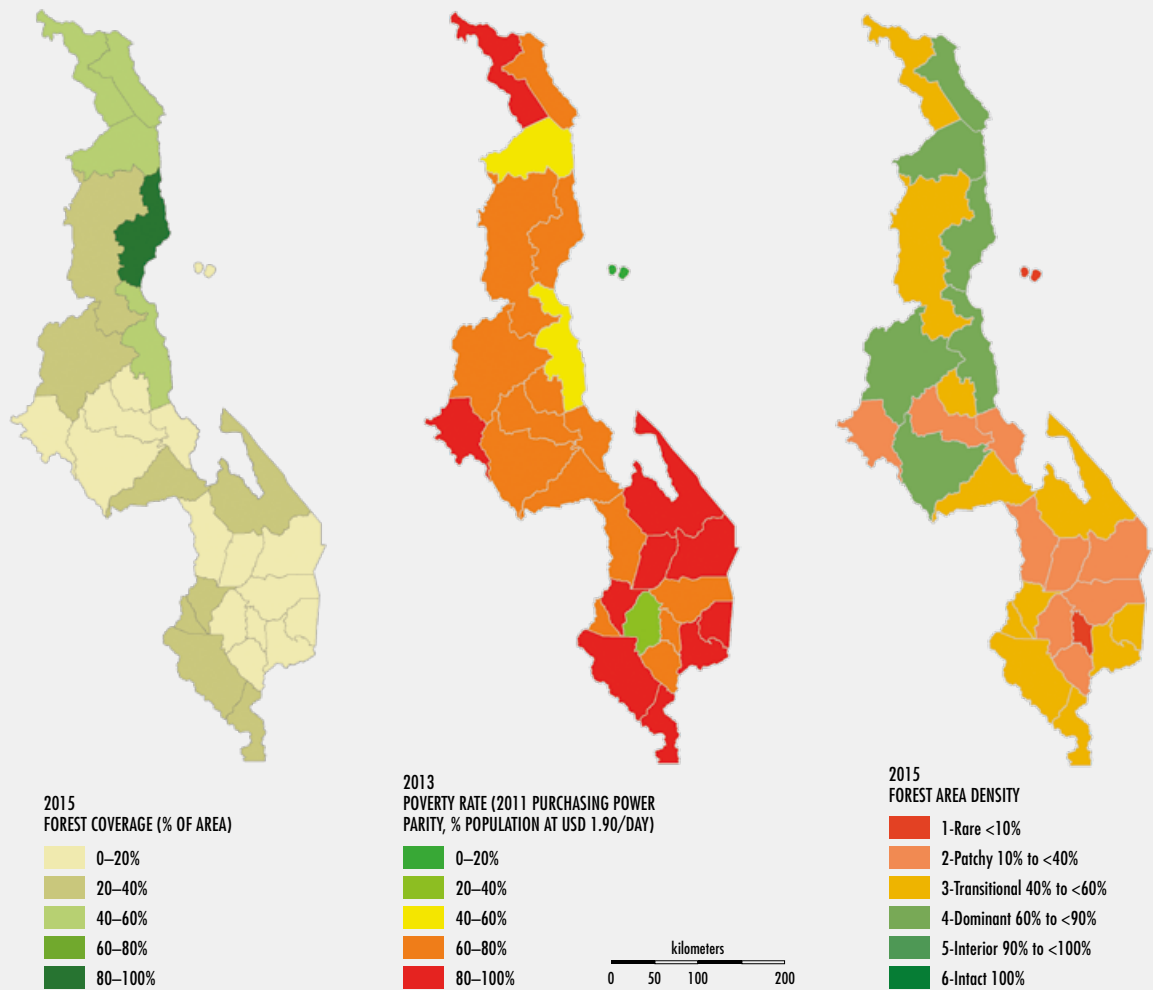 2015
FOREST COVERAGE (% OF AREA)
0–20%
20–40%
40–60%
60–80%
80–100%
2013
POVERTY RATE (2011 PURCHASING POWER
PARITY, % POPULATION AT USD 1.90/DAY)
0–20%
20–40%
40–60%
60–80%
80–100%
kilometers
0 50 100 200
2015
FOREST AREA DENSITY
1-Rare <10%
2-Patchy 10% to <40%
3-Transitional 40% to <60%
4-Dominant 60% to <90%
5-Interior 90% to <100%
6-Intact 100%